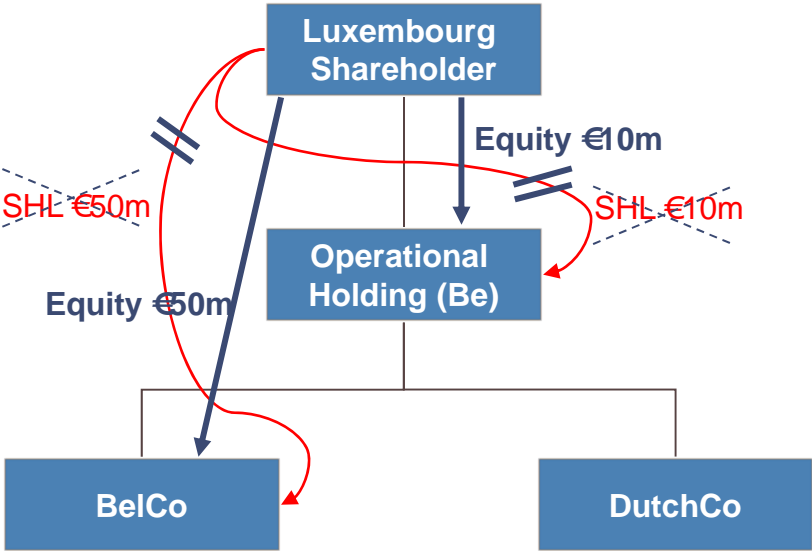 Luxembourg
Shareholder
Equity €10m
SHL €50m
SHL €10m
Operational
Holding (Be)
Equity €50m
BelCo
DutchCo